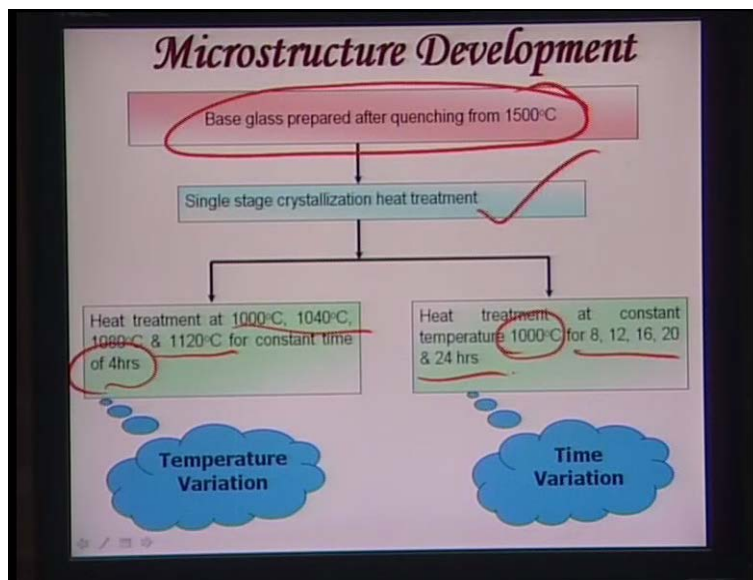 Microstructure Development
Base glass prepared after quenching from 1500°C
Single stage crystallization heat treatment
Heat treatment at 1000°C, 1040°C,
1080°C & 1120°C for constant time
of 4hrs
Heat treatment at constant
temperature 1000°C for 8, 12, 16, 20
& 24 hrs
Temperature
Variation
Time
Variation